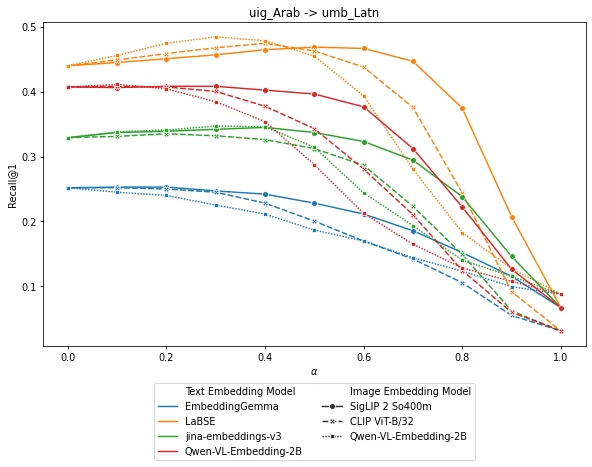 uig_Arab -> umb_Latn
0.5
0.4
0.3
0.2
0.1
Recall@1
0.0 0.2 0.4 0.6 0.8 1.0
α
Text Embedding Model Image Embedding Model
EmbeddingGemma SigLIP 2 So400m
LaBSE CLIP ViT-B/32
jina-embeddings-v3 Qwen-VL-Embedding-2B
Qwen-VL-Embedding-2B